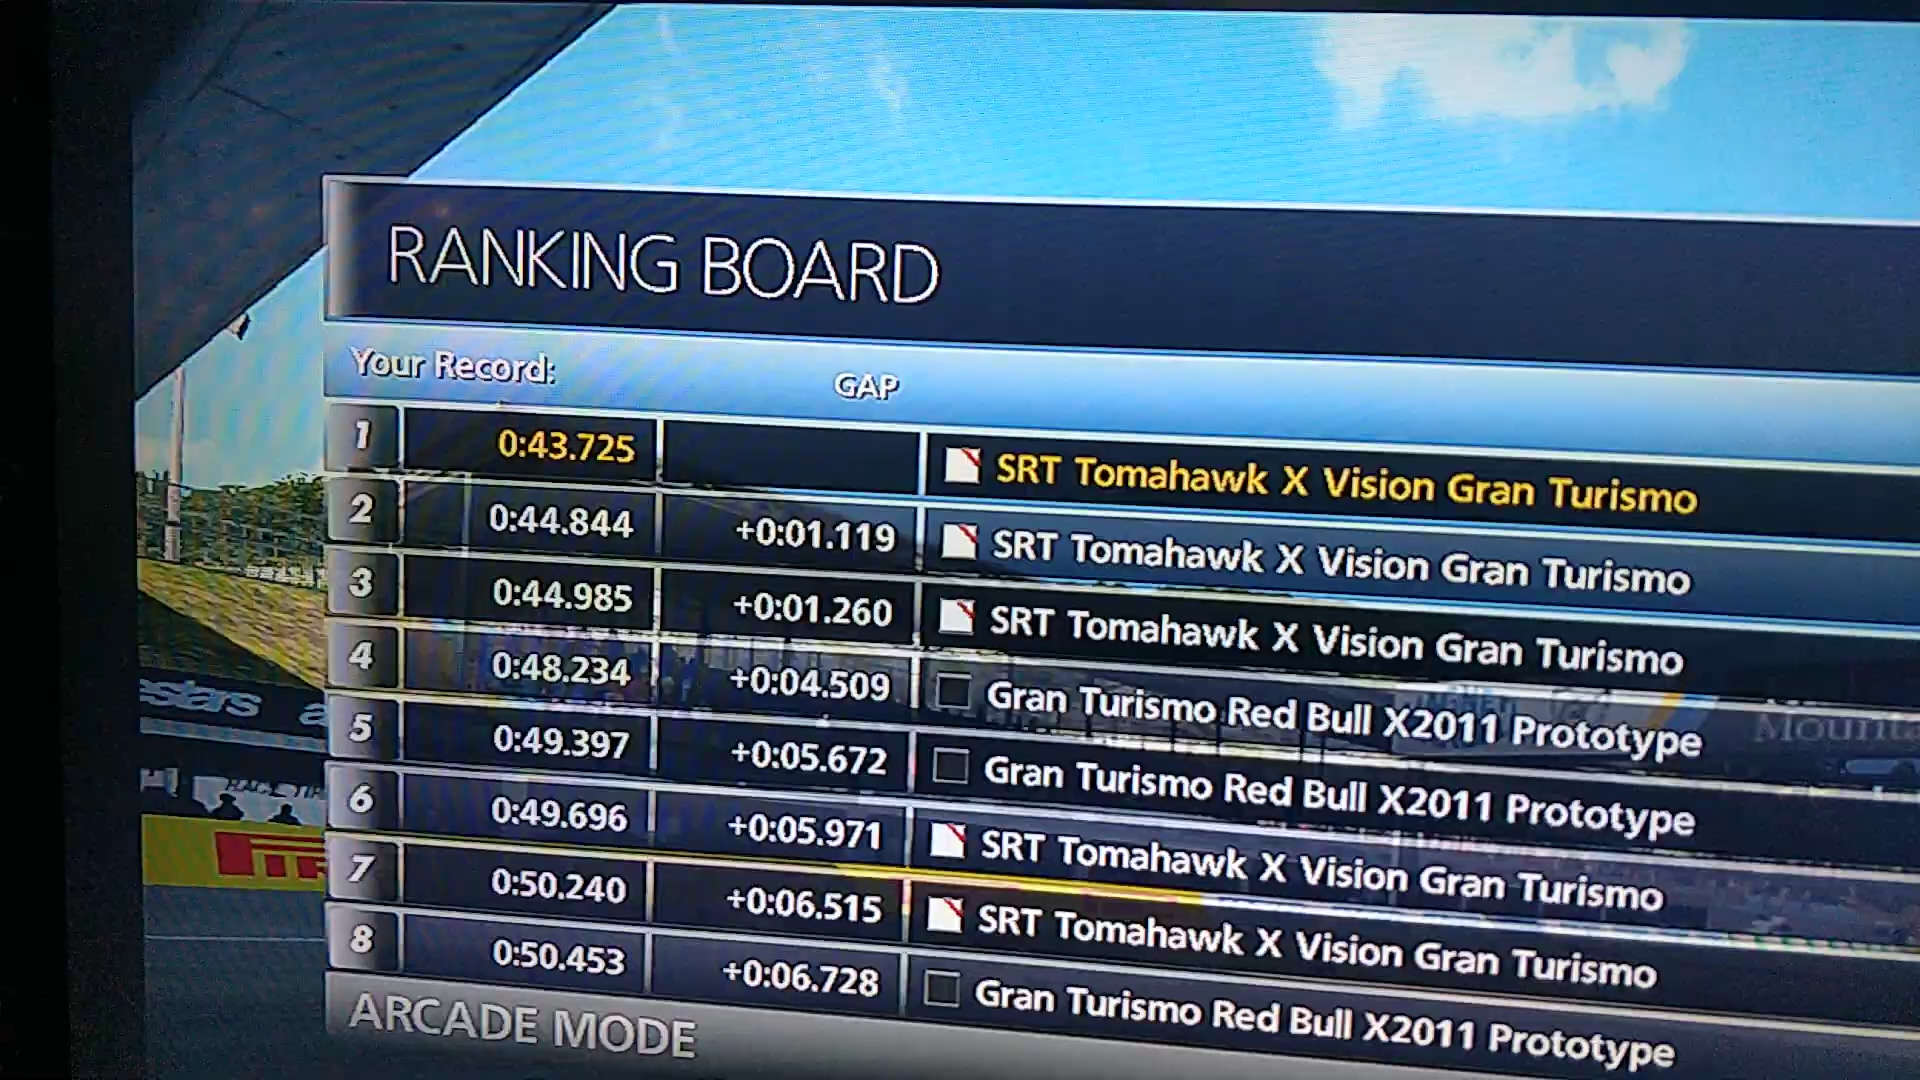 RANKING BOARD
Your Record: GAP
1 0:43.725 SRT Tomahawk X Vision Gran Turismo
2 0:44.844 +0:01.119 SRT Tomahawk X Vision Gran Turismo
3 0:44.985 +0:01.260 SRT Tomahawk X Vision Gran Turismo
4 0:48.234 +0:04.509 Gran Turismo Red Bull X2011 Prototype
5 0:49.397 +0:05.672 Gran Turismo Red Bull X2011 Prototype
6 0:49.696 +0:05.971 SRT Tomahawk X Vision Gran Turismo
7 0:50.240 +0:06.515 SRT Tomahawk X Vision Gran Turismo
8 0:50.453 +0:06.728 Gran Turismo Red Bull X2011 Prototype
ARCADE MODE